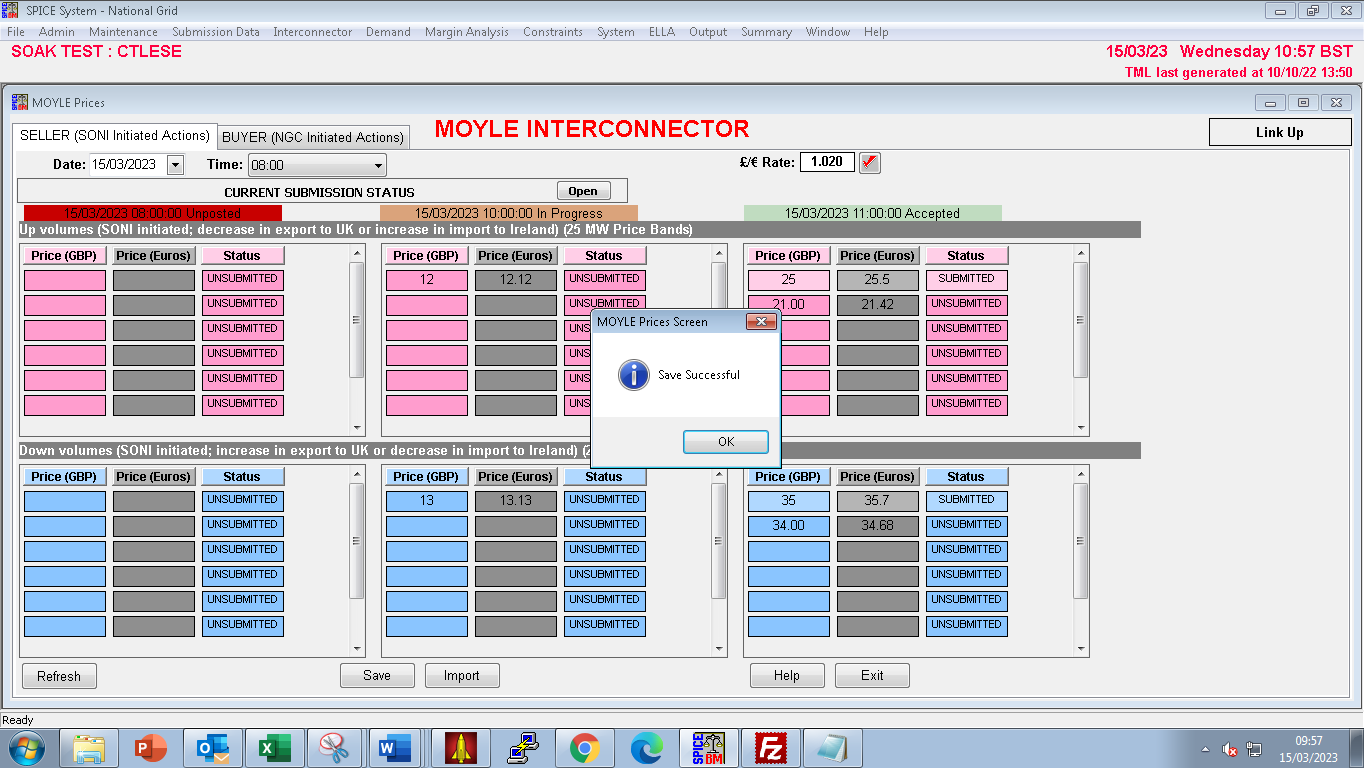 SPICE System - National Grid
File Admin Maintenance Submission Data Interconnector Demand Margin Analysis Constraints System ELLA Output Summary Window Help
SOAK TEST : CTLESE 15/03/23 Wednesday 10:57 BST
TML last generated at 10/10/22 13:50
MOYLE Prices
SELLER (SONI Initiated Actions) BUYER (NGC Initiated Actions) MOYLE INTERCONNECTOR Link Up
Date: 15/03/2023 Time: 08:00 £/€ Rate: 1.020
CURRENT SUBMISSION STATUS Open
15/03/2023 08:00:00 Unposted 15/03/2023 10:00:00 In Progress 15/03/2023 11:00:00 Accepted
Up volumes (SONI initiated; decrease in export to UK or increase in import to Ireland) (25 MW Price Bands)
Price (GBP) Price (Euros) Status Price (GBP) Price (Euros) Status Price (GBP) Price (Euros) Status
UNSUBMITTED 12 12.12 UNSUBMITTED 25 25.5 SUBMITTED
UNSUBMITTED UNSUBMITTED 21.00 21.42 UNSUBMITTED
UNSUBMITTED UNS UNSUBMITTED
UNSUBMITTED UNS UNSUBMITTED
UNSUBMITTED UNS UNSUBMITTED
UNSUBMITTED UNS UNSUBMITTED
MOYLE Prices Screen
Save Successful
OK
Down volumes (SONI initiated; increase in export to UK or decrease in import to Ireland) (
Price (GBP) Price (Euros) Status Price (GBP) Price (Euros) Status Price (GBP) Price (Euros) Status
UNSUBMITTED 13 13.13 UNSUBMITTED 35 35.7 SUBMITTED
UNSUBMITTED UNSUBMITTED 34.00 34.68 UNSUBMITTED
UNSUBMITTED UNSUBMITTED UNSUBMITTED
UNSUBMITTED UNSUBMITTED UNSUBMITTED
UNSUBMITTED UNSUBMITTED UNSUBMITTED
UNSUBMITTED UNSUBMITTED UNSUBMITTED
Refresh Save Import Help Exit
Ready
09:57
15/03/2023